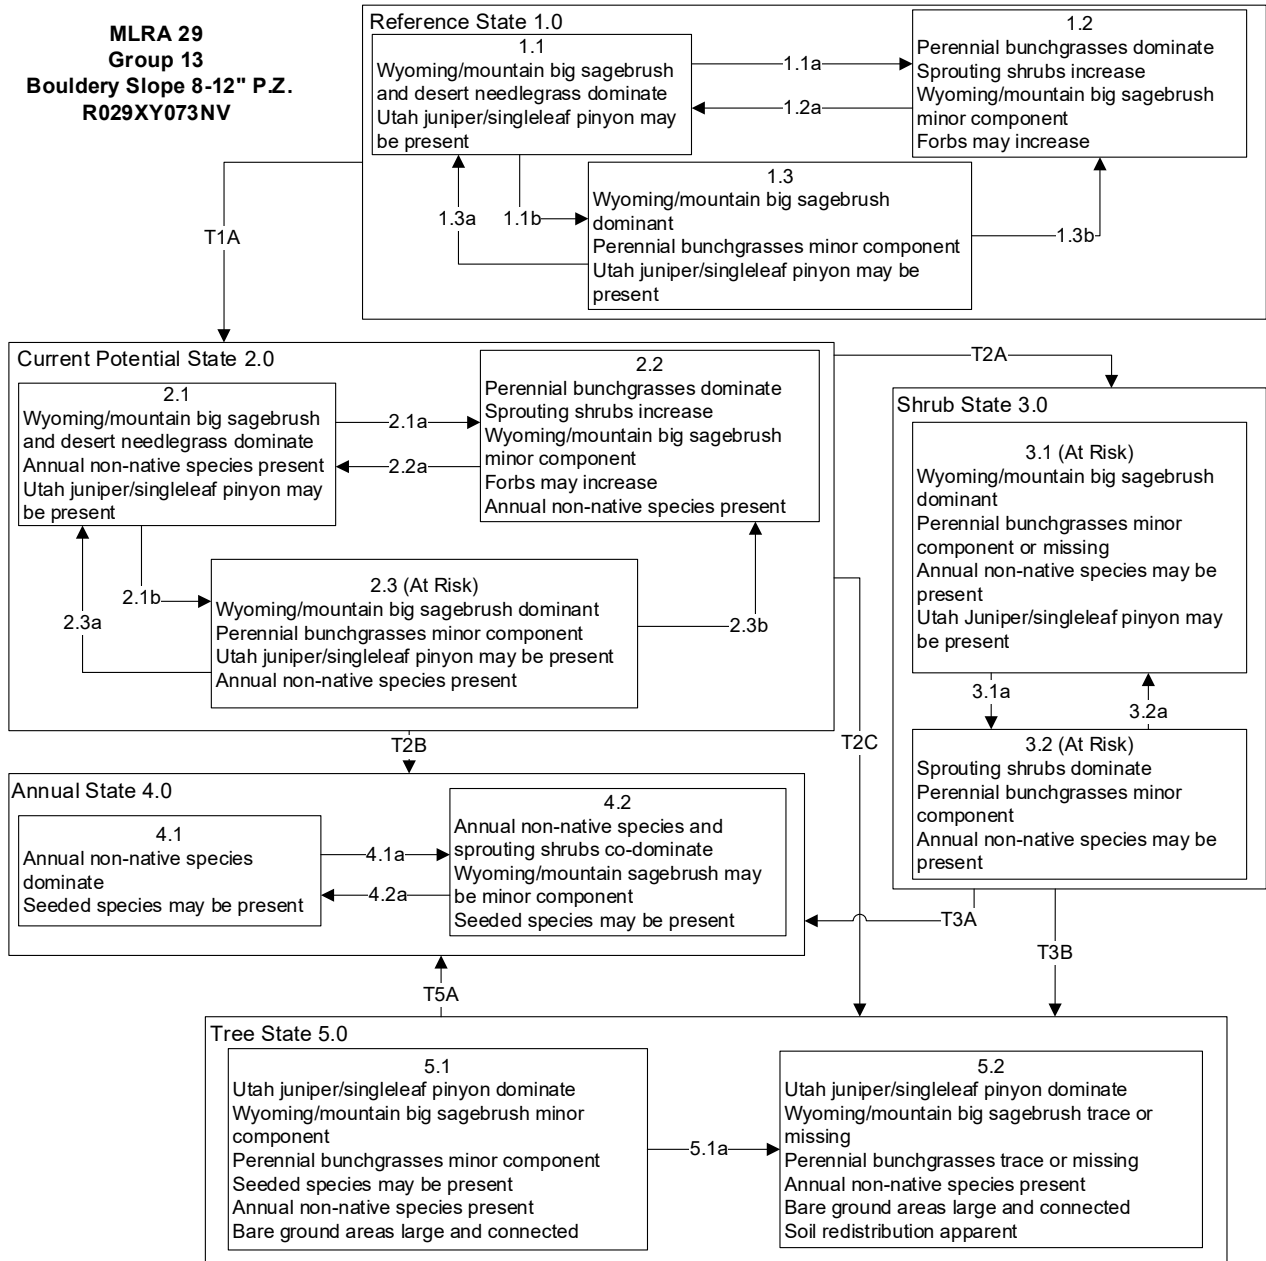 MLRA 29
Group 13
Bouldery Slope 8-12" P.Z.
R029XY073NV
Reference State 1.0
1.1
Wyoming/mountain big sagebrush
and desert needlegrass dominate
Utah juniper/singleleaf pinyon may
be present
1.1a
1.2a
1.2
Perennial bunchgrasses dominate
Sprouting shrubs increase
Wyoming/mountain big sagebrush
minor component
Forbs may increase
1.3a
1.1b
1.3
Wyoming/mountain big sagebrush
dominant
Perennial bunchgrasses minor component
Utah juniper/singleleaf pinyon may be
present
1.3b
T1A
Current Potential State 2.0
2.1
Wyoming/mountain big sagebrush
and desert needlegrass dominate
Annual non-native species present
Utah juniper/singleleaf pinyon may
be present
2.1a
2.2a
2.2
Perennial bunchgrasses dominate
Sprouting shrubs increase
Wyoming/mountain big sagebrush
minor component
Forbs may increase
Annual non-native species present
2.3a
2.1b
2.3 (At Risk)
Wyoming/mountain big sagebrush dominant
Perennial bunchgrasses minor component
Utah juniper/singleleaf pinyon may be present
Annual non-native species present
2.3b
T2A
Shrub State 3.0
3.1 (At Risk)
Wyoming/mountain big sagebrush
dominant
Perennial bunchgrasses minor
component or missing
Annual non-native species may be
present
Utah Juniper/singleleaf pinyon may
be present
3.1a
3.2a
3.2 (At Risk)
Sprouting shrubs dominate
Perennial bunchgrasses minor
component
Annual non-native species may be
present
T2B
T2C
Annual State 4.0
4.1
Annual non-native species
dominate
Seeded species may be present
4.1a
4.2a
4.2
Annual non-native species and
sprouting shrubs co-dominate
Wyoming/mountain sagebrush may
be minor component
Seeded species may be present
T3A
T3B
T5A
Tree State 5.0
5.1
Utah juniper/singleleaf pinyon dominate
Wyoming/mountain big sagebrush minor
component
Perennial bunchgrasses minor component
Seeded species may be present
Annual non-native species present
Bare ground areas large and connected
5.1a
5.2
Utah juniper/singleleaf pinyon dominate
Wyoming/mountain big sagebrush trace or
missing
Perennial bunchgrasses trace or missing
Annual non-native species present
Bare ground areas large and connected
Soil redistribution apparent